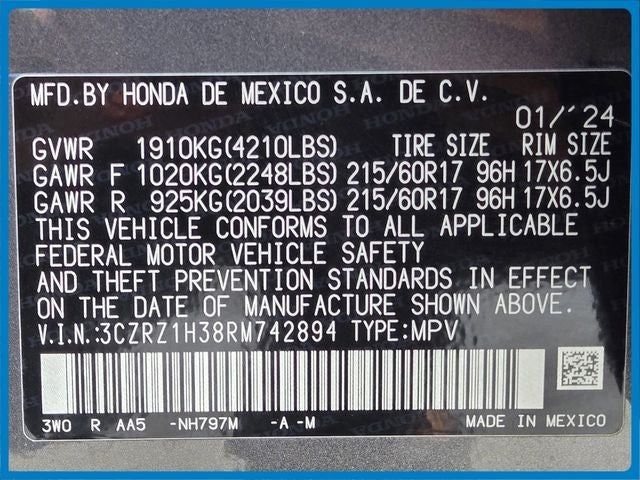 MFD.BY HONDA DE MEXICO S.A. DE C.V.
01/'24
GVWR 1910KG(4210LBS) TIRE SIZE RIM SIZE
GAWR F 1020KG(2248LBS) 215/60R17 96H 17X6.5J
GAWR R 925KG(2039LBS) 215/60R17 96H 17X6.5J
THIS VEHICLE CONFORMS TO ALL APPLICABLE
FEDERAL MOTOR VEHICLE SAFETY
AND THEFT PREVENTION STANDARDS IN EFFECT
ON THE DATE OF MANUFACTURE SHOWN ABOVE.
V.I.N.:3CZRZ1H38RM742894 TYPE:MPV
3W0 R AA5 -NH797M -A -M MADE IN MEXICO